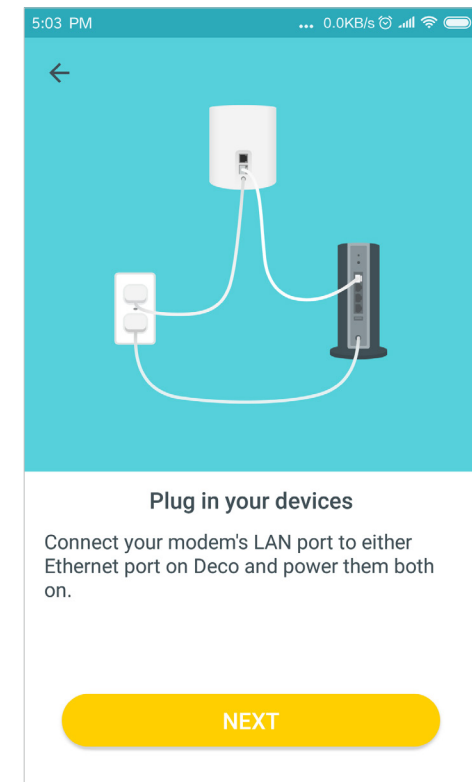 5:03 PM ... 0.0KB/s
Plug in your devices
Connect your modem's LAN port to either
Ethernet port on Deco and power them both
on.
NEXT